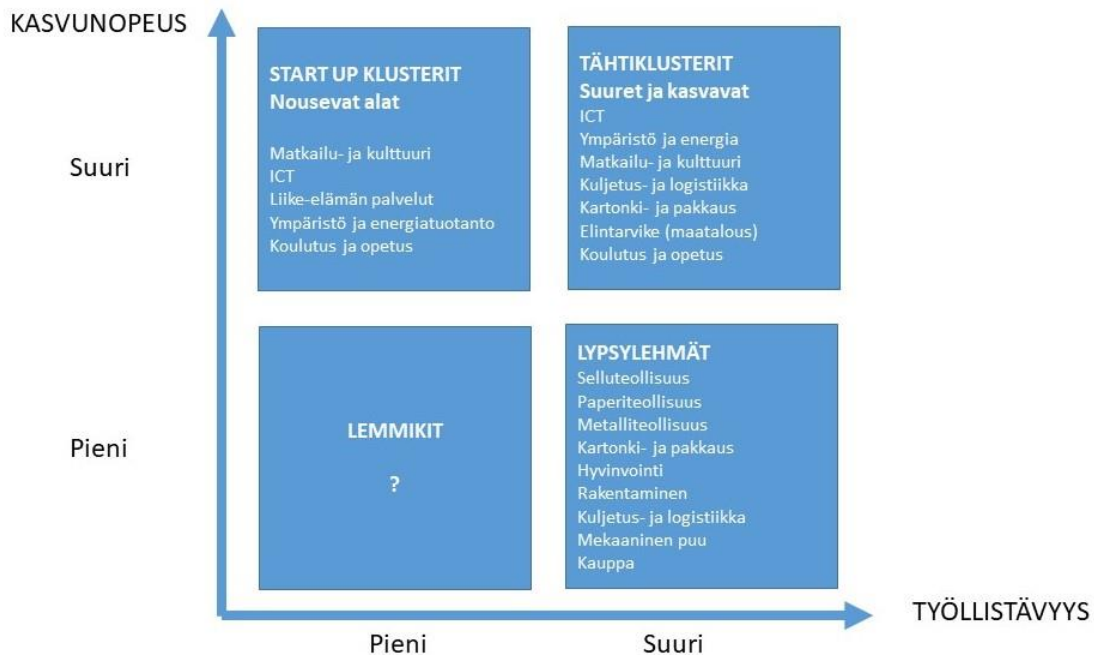 KASVUNOPEUS
START UP KLUSTERIT
Nousevat alat
Matkailu- ja kulttuuri
ICT
Liike-elämän palvelut
Ympäristö ja energiatuotanto
Koulutus ja opetus
TÄHTIKLUSTERIT
Suuret ja kasvavat
ICT
Ympäristö ja energia
Matkailu- ja kulttuuri
Kuljetus- ja logistiikka
Kartonki- ja pakkaus
Elintarvike (maatalous)
Koulutus ja opetus
Suuri
LEMMIKIT
?
LYPSYLEHMÄT
Selluteollisuus
Paperiteollisuus
Metalliteollisuus
Kartonki- ja pakkaus
Hyvinvointi
Rakentaminen
Kuljetus- ja logistiikka
Mekaaninen puu
Kauppa
Pieni
TYÖLLISTÄVYYS
Pieni
Suuri